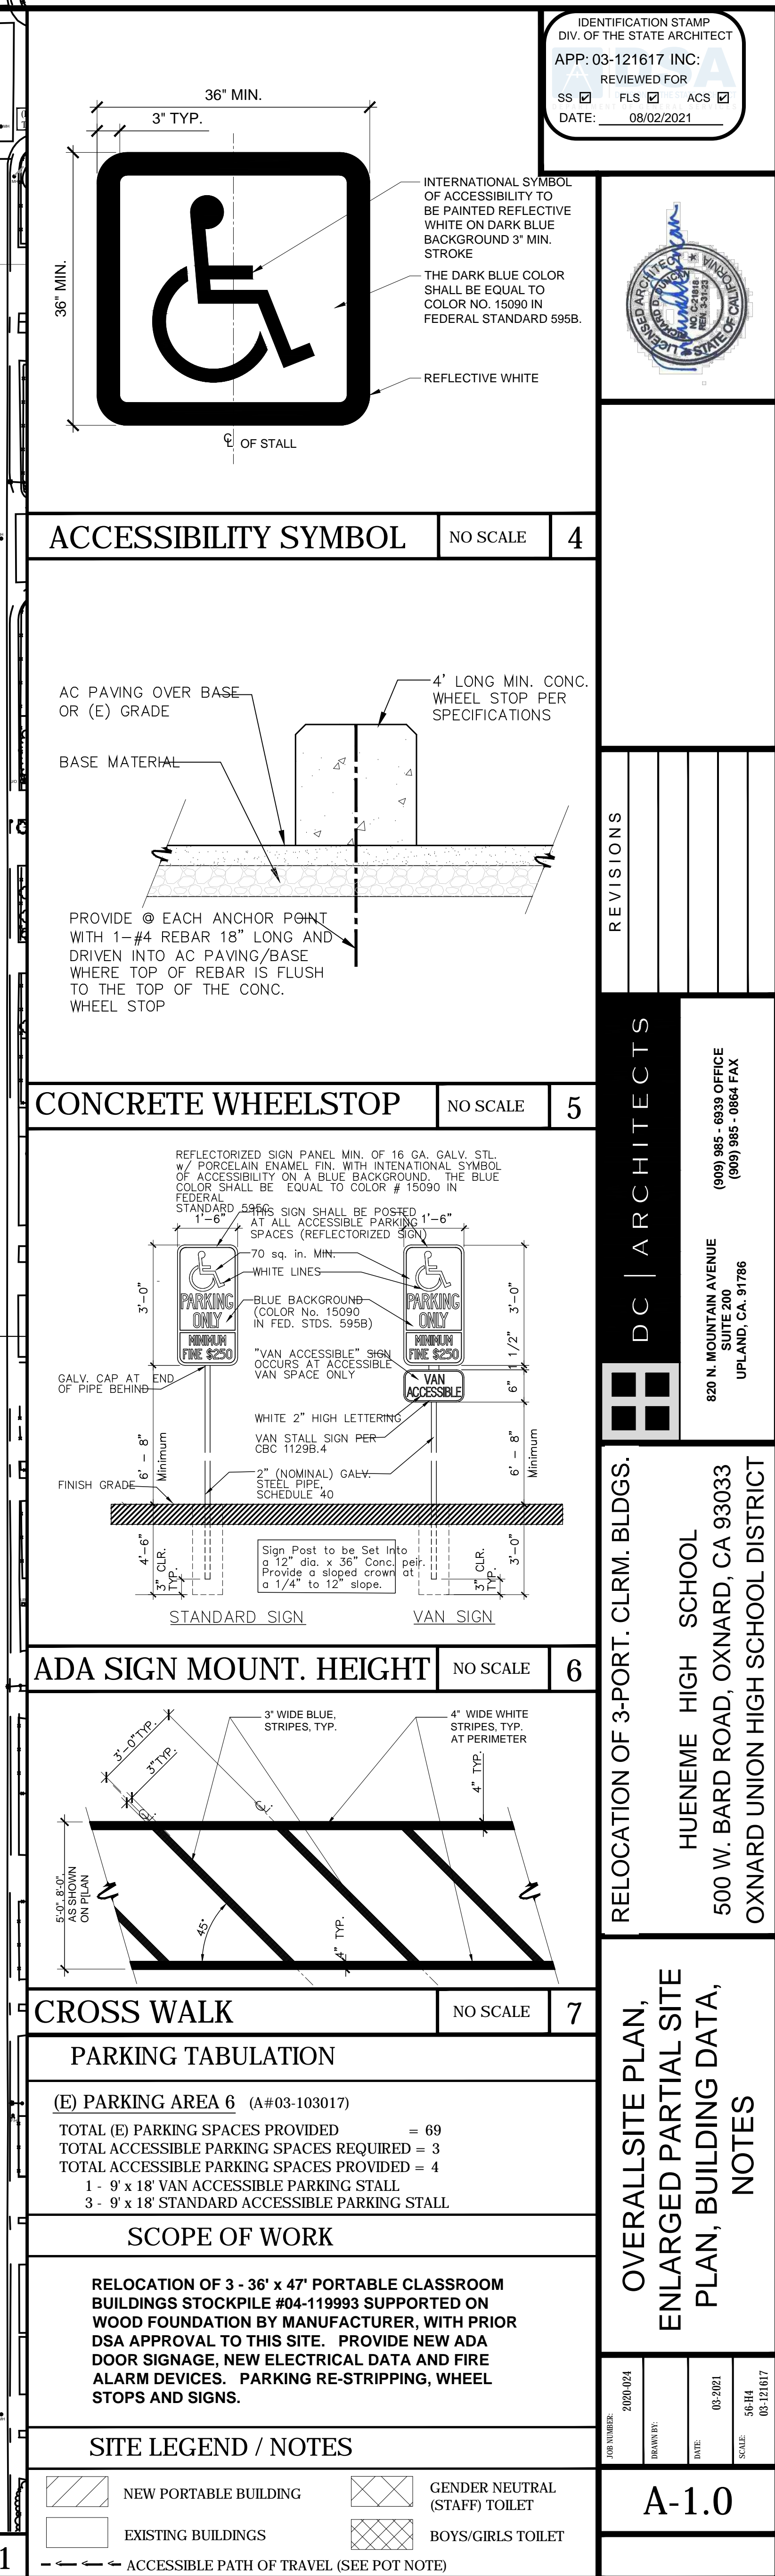 IDENTIFICATION STAMP
DIV. OF THE STATE ARCHITECT
APP: 03-121617 INC:
REVIEWED FOR
SS ☑ FLS ☑ ACS ☑
DATE: 08/02/2021
36" MIN.
3" TYP.
36" MIN.
INTERNATIONAL SYMBOL
OF ACCESSIBILITY TO
BE PAINTED REFLECTIVE
WHITE ON DARK BLUE
BACKGROUND 3" MIN.
STROKE
THE DARK BLUE COLOR
SHALL BE EQUAL TO
COLOR NO. 15090 IN
FEDERAL STANDARD 595B.
REFLECTIVE WHITE
℄ OF STALL
ACCESSIBILITY SYMBOL
NO SCALE
4
AC PAVING OVER BASE
OR (E) GRADE
4' LONG MIN. CONC.
WHEEL STOP PER
SPECIFICATIONS
BASE MATERIAL
PROVIDE @ EACH ANCHOR POINT
WITH 1-#4 REBAR 18" LONG AND
DRIVEN INTO AC PAVING/BASE
WHERE TOP OF REBAR IS FLUSH
TO THE TOP OF THE CONC.
WHEEL STOP
CONCRETE WHEELSTOP
NO SCALE
5
REFLECTORIZED SIGN PANEL MIN. OF 16 GA. GALV. STL.
w/ PORCELAIN ENAMEL FIN. WITH INTENATIONAL SYMBOL
OF ACCESSIBILITY ON A BLUE BACKGROUND. THE BLUE
COLOR SHALL BE EQUAL TO COLOR # 15090 IN
FEDERAL
STANDARD 595C
THIS SIGN SHALL BE POSTED
AT ALL ACCESSIBLE PARKING
SPACES (REFLECTORIZED SIGN)
1'-6"
1'-6"
70 sq. in. MIN.
WHITE LINES
BLUE BACKGROUND
(COLOR No. 15090
IN FED. STDS. 595B)
PARKING
ONLY
MINIMUM
FINE $250
PARKING
ONLY
MINIMUM
FINE $250
VAN
ACCESSIBLE
3'-0"
3'-0"
1 1/2"
6"
"VAN ACCESSIBLE" SIGN
OCCURS AT ACCESSIBLE
VAN SPACE ONLY
GALV. CAP AT END
OF PIPE BEHIND
WHITE 2" HIGH LETTERING
VAN STALL SIGN PER
CBC 1129B.4
6' - 8"
Minimum
6' - 8"
Minimum
2" (NOMINAL) GALV.
STEEL PIPE,
SCHEDULE 40
FINISH GRADE
4'-6"
3" CLR.
TYP.
Sign Post to be Set Into
a 12" dia. x 36" Conc. peir.
Provide a sloped crown at
a 1/4" to 12" slope.
3" CLR.
TYP.
3'-0"
STANDARD SIGN
VAN SIGN
ADA SIGN MOUNT. HEIGHT
NO SCALE
6
3'-0"TYP.
3"TYP.
3" WIDE BLUE,
STRIPES, TYP.
4" WIDE WHITE
STRIPES, TYP.
AT PERIMETER
4" TYP.
5'-0", 8'-0",
AS SHOWN
ON PLAN
45°
4" TYP.
CROSS WALK
NO SCALE
7
PARKING TABULATION
(E) PARKING AREA 6 (A#03-103017)
TOTAL (E) PARKING SPACES PROVIDED = 69
TOTAL ACCESSIBLE PARKING SPACES REQUIRED = 3
TOTAL ACCESSIBLE PARKING SPACES PROVIDED = 4
1 - 9' x 18' VAN ACCESSIBLE PARKING STALL
3 - 9' x 18' STANDARD ACCESSIBLE PARKING STALL
SCOPE OF WORK
RELOCATION OF 3 - 36' x 47' PORTABLE CLASSROOM
BUILDINGS STOCKPILE #04-119993 SUPPORTED ON
WOOD FOUNDATION BY MANUFACTURER, WITH PRIOR
DSA APPROVAL TO THIS SITE. PROVIDE NEW ADA
DOOR SIGNAGE, NEW ELECTRICAL DATA AND FIRE
ALARM DEVICES. PARKING RE-STRIPPING, WHEEL
STOPS AND SIGNS.
SITE LEGEND / NOTES
NEW PORTABLE BUILDING
GENDER NEUTRAL
(STAFF) TOILET
EXISTING BUILDINGS
BOYS/GIRLS TOILET
ACCESSIBLE PATH OF TRAVEL (SEE POT NOTE)
1
LICENSED ARCHITECT
RICHARD D. DUNCAN
NO. C-21818
REN. 3-31-23
STATE OF CALIFORNIA
REVISIONS
DC | ARCHITECTS
(909) 985 - 6939 OFFICE
(909) 985 - 0864 FAX
820 N. MOUNTAIN AVENUE
SUITE 200
UPLAND, CA. 91786
RELOCATION OF 3-PORT. CLRM. BLDGS.
HUENEME HIGH SCHOOL
500 W. BARD ROAD, OXNARD, CA 93033
OXNARD UNION HIGH SCHOOL DISTRICT
OVERALLSITE PLAN,
ENLARGED PARTIAL SITE
PLAN, BUILDING DATA,
NOTES
JOB NUMBER:
2020-024
DRAWN BY:
DATE:
03-2021
SCALE:
56-H4
03-121617
A-1.0